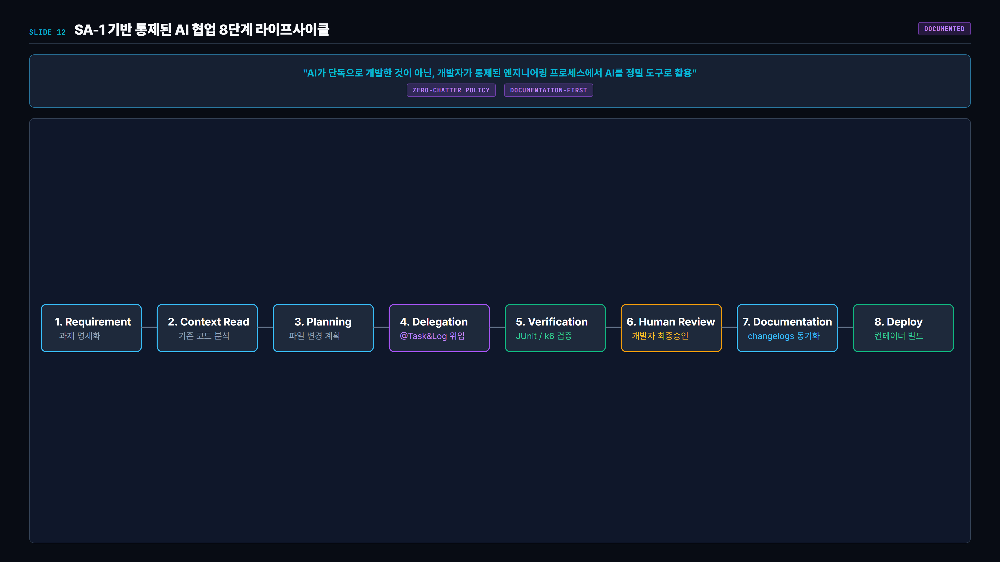 SLIDE 12 SA-1 기반 통제된 AI 협업 8단계 라이프사이클
DOCUMENTED
"AI가 단독으로 개발한 것이 아닌, 개발자가 통제된 엔지니어링 프로세스에서 AI를 정밀 도구로 활용"
ZERO-CHATTER POLICY
DOCUMENTATION-FIRST
1. Requirement
과제 명세화
2. Context Read
기존 코드 분석
3. Planning
파일 변경 계획
4. Delegation
@Task&Log 위임
5. Verification
JUnit / k6 검증
6. Human Review
개발자 최종승인
7. Documentation
changelogs 동기화
8. Deploy
컨테이너 빌드